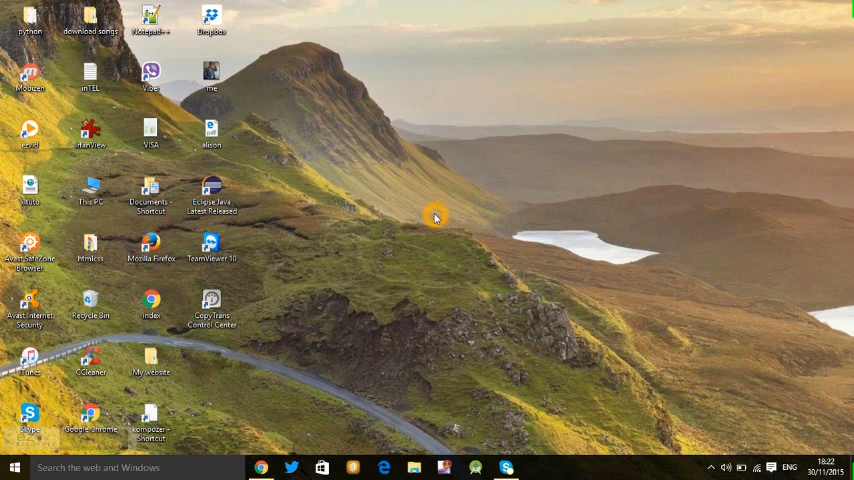 python
download songs
Notepad++
Dropbox
Mobizen
inTEL
Viber
me
ezvid
IrfanView
VISA
alison
xituto
This PC
Documents -
Shortcut
Eclipse Java
Latest Released
Avast SafeZone
Browser
htmlcss
Mozilla Firefox
TeamViewer 10
Avast Internet
Security
Recycle Bin
index
CopyTrans
Control Center
iTunes
CCleaner
My website
Skype
Google Chrome
kompozer -
Shortcut
Search the web and Windows
ENG
18:22
30/11/2015